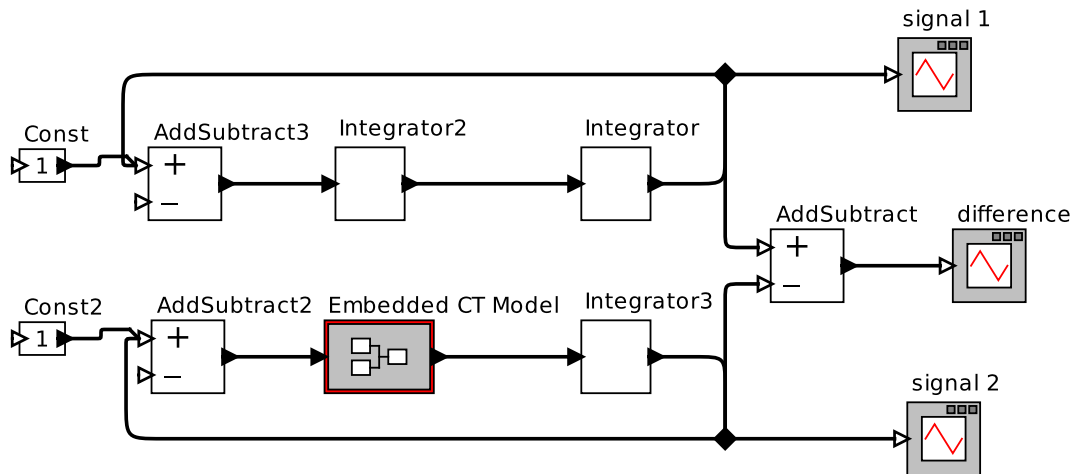 signal 1
Const
AddSubtract3
Integrator2
Integrator
1
+
−
AddSubtract
difference
+
−
Const2
AddSubtract2
Embedded CT Model
Integrator3
1
+
−
signal 2